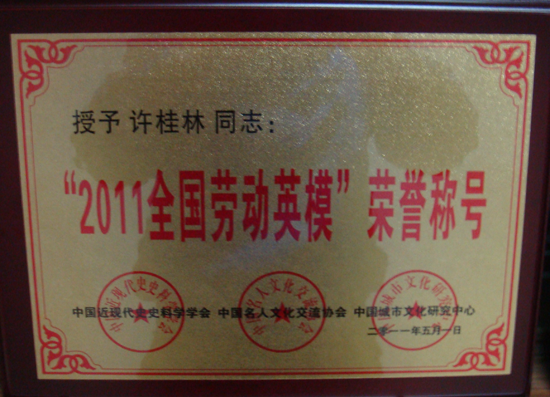 授予 许桂林 同志：
“2011全国劳动英模”荣誉称号
中国近现代史史料学学会 中国名人文化交流协会 中国城市文化研究中心
二〇一一年五月一日